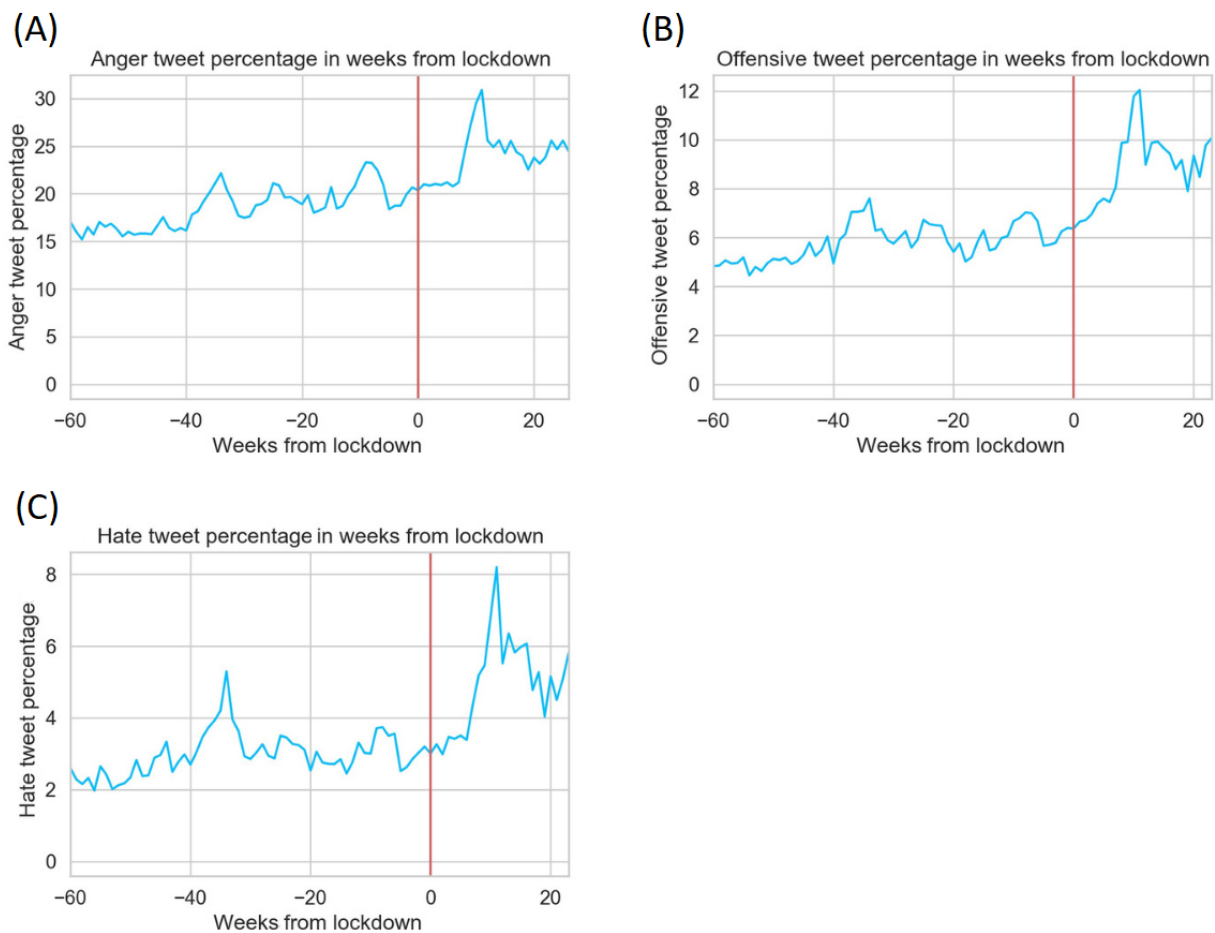 (A)
Anger tweet percentage in weeks from lockdown
Anger tweet percentage
30
25
20
15
10
5
0
−60
−40
−20
0
20
Weeks from lockdown
(B)
Offensive tweet percentage in weeks from lockdown
Offensive tweet percentage
12
10
8
6
4
2
0
−60
−40
−20
0
20
Weeks from lockdown
(C)
Hate tweet percentage in weeks from lockdown
Hate tweet percentage
8
6
4
2
0
−60
−40
−20
0
20
Weeks from lockdown